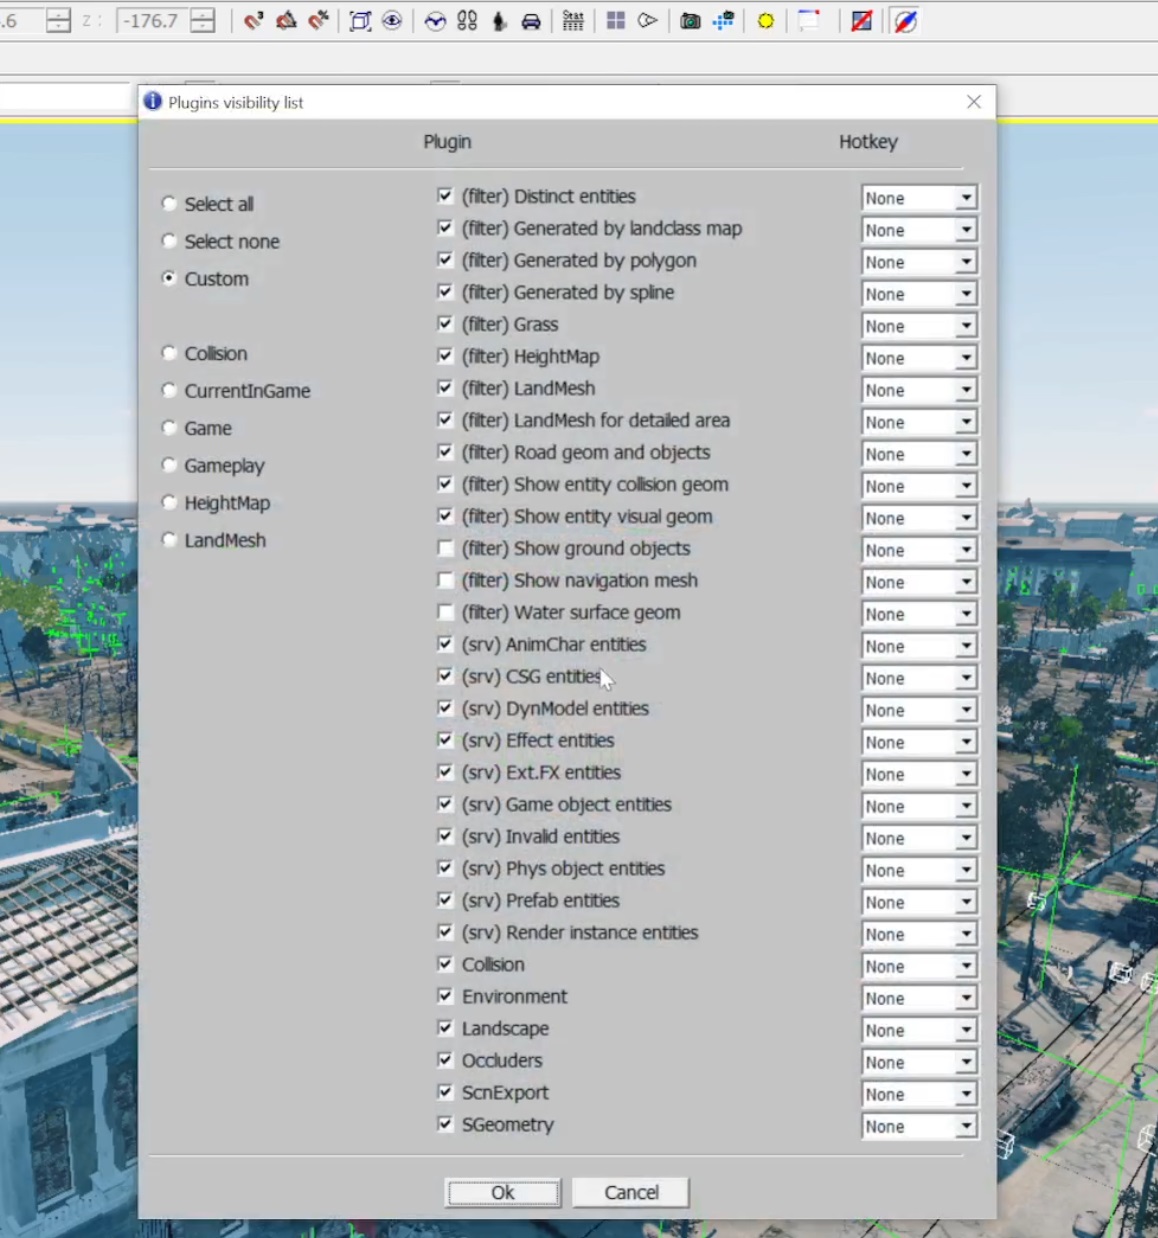 .6 z : -176.7 Stat
Plugins visibility list
Plugin Hotkey
Select all
Select none
Custom
Collision
CurrentInGame
Game
Gameplay
HeightMap
LandMesh
(filter) Distinct entities None
(filter) Generated by landclass map None
(filter) Generated by polygon None
(filter) Generated by spline None
(filter) Grass None
(filter) HeightMap None
(filter) LandMesh None
(filter) LandMesh for detailed area None
(filter) Road geom and objects None
(filter) Show entity collision geom None
(filter) Show entity visual geom None
(filter) Show ground objects None
(filter) Show navigation mesh None
(filter) Water surface geom None
(srv) AnimChar entities None
(srv) CSG entities None
(srv) DynModel entities None
(srv) Effect entities None
(srv) Ext.FX entities None
(srv) Game object entities None
(srv) Invalid entities None
(srv) Phys object entities None
(srv) Prefab entities None
(srv) Render instance entities None
Collision None
Environment None
Landscape None
Occluders None
ScnExport None
SGeometry None
Ok Cancel